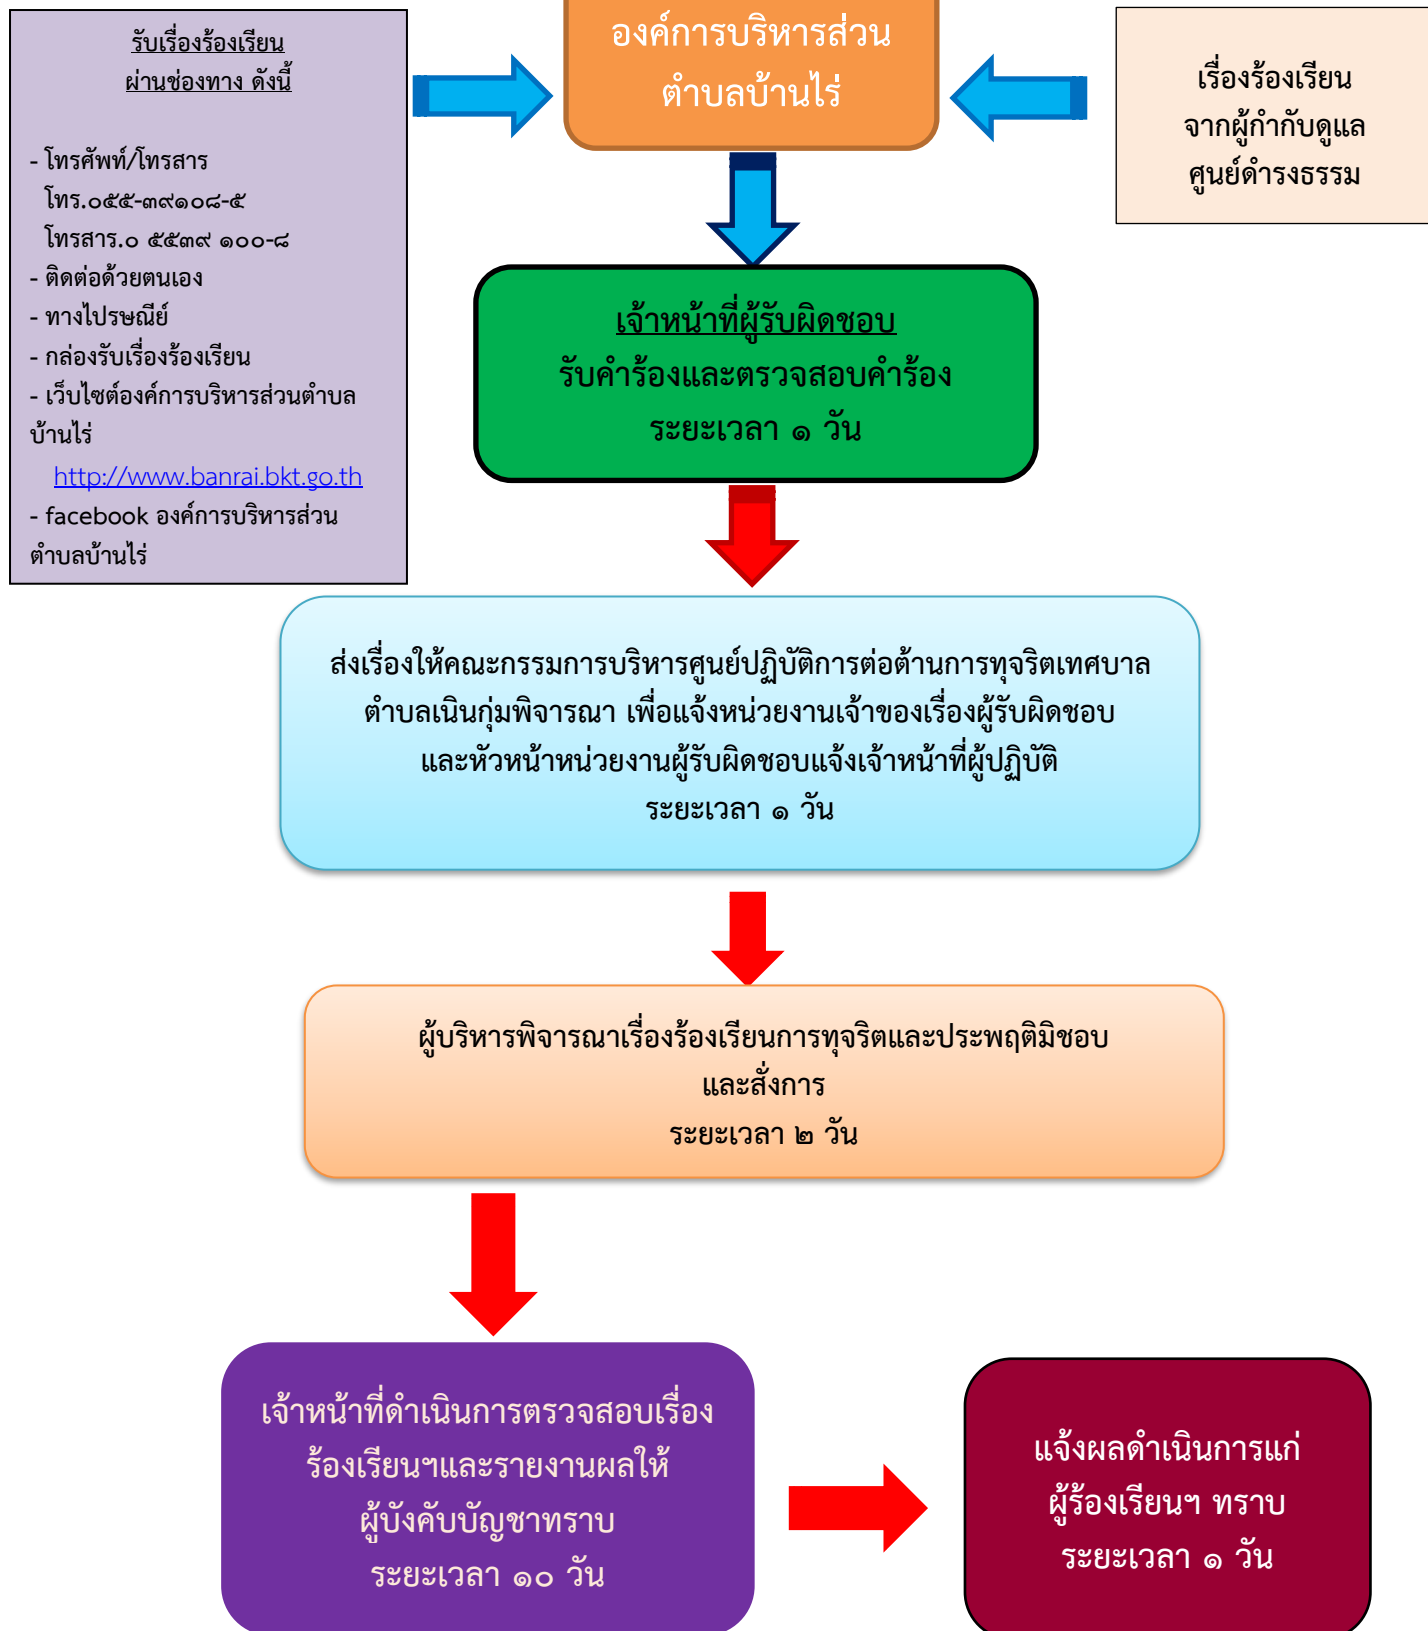 รับเรื่องร้องเรียน
ผ่านช่องทาง ดังนี้
- โทรศัพท์/โทรสาร
โทร.๐๕๕-๓๙๑๐๘-๕
โทรสาร.๐ ๕๕๓๙ ๑๐๐-๘
- ติดต่อด้วยตนเอง
- ทางไปรษณีย์
- กล่องรับเรื่องร้องเรียน
- เว็บไซต์องค์การบริหารส่วนตำบล
บ้านไร่
http://www.banrai.bkt.go.th
- facebook องค์การบริหารส่วน
ตำบลบ้านไร่
องค์การบริหารส่วน
ตำบลบ้านไร่
เรื่องร้องเรียน
จากผู้กำกับดูแล
ศูนย์ดำรงธรรม
เจ้าหน้าที่ผู้รับผิดชอบ
รับคำร้องและตรวจสอบคำร้อง
ระยะเวลา ๑ วัน
ส่งเรื่องให้คณะกรรมการบริหารศูนย์ปฏิบัติการต่อต้านการทุจริตเทศบาล
ตำบลเนินกุ่มพิจารณา เพื่อแจ้งหน่วยงานเจ้าของเรื่องผู้รับผิดชอบ
และหัวหน้าหน่วยงานผู้รับผิดชอบแจ้งเจ้าหน้าที่ผู้ปฏิบัติ
ระยะเวลา ๑ วัน
ผู้บริหารพิจารณาเรื่องร้องเรียนการทุจริตและประพฤติมิชอบ
และสั่งการ
ระยะเวลา ๒ วัน
เจ้าหน้าที่ดำเนินการตรวจสอบเรื่อง
ร้องเรียนฯและรายงานผลให้
ผู้บังคับบัญชาทราบ
ระยะเวลา ๑๐ วัน
แจ้งผลดำเนินการแก่
ผู้ร้องเรียนฯ ทราบ
ระยะเวลา ๑ วัน